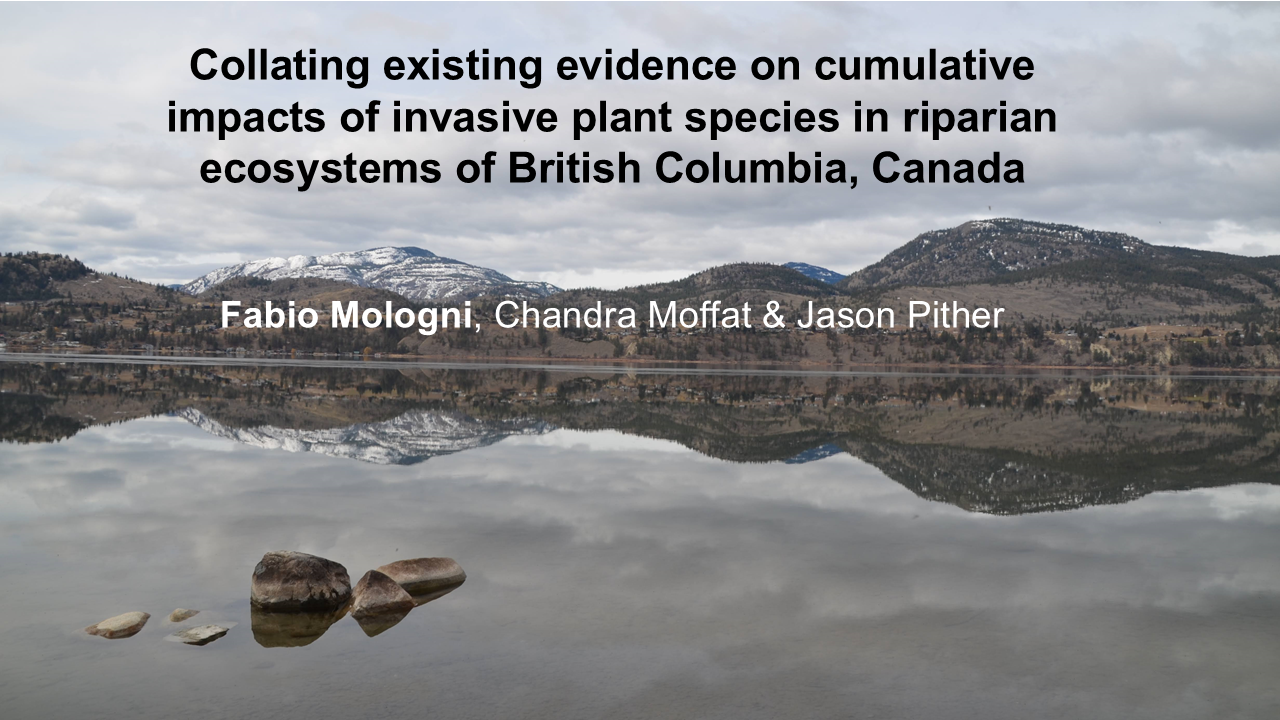 Collating existing evidence on cumulative
impacts of invasive plant species in riparian
ecosystems of British Columbia, Canada
Fabio Mologni, Chandra Moffat & Jason Pither